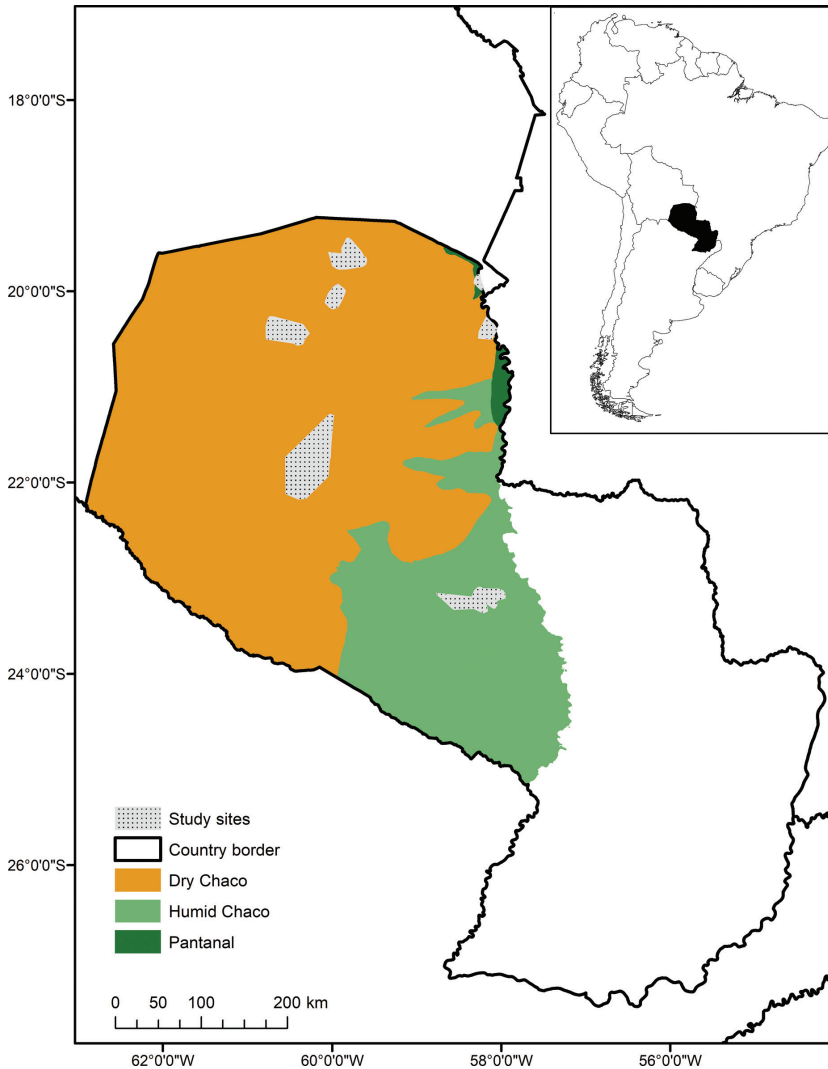 18°0'0"S
20°0'0"S
22°0'0"S
24°0'0"S
26°0'0"S
Study sites
Country border
Dry Chaco
Humid Chaco
Pantanal
0 50 100 200 km
62°0'0"W 60°0'0"W 58°0'0"W 56°0'0"W